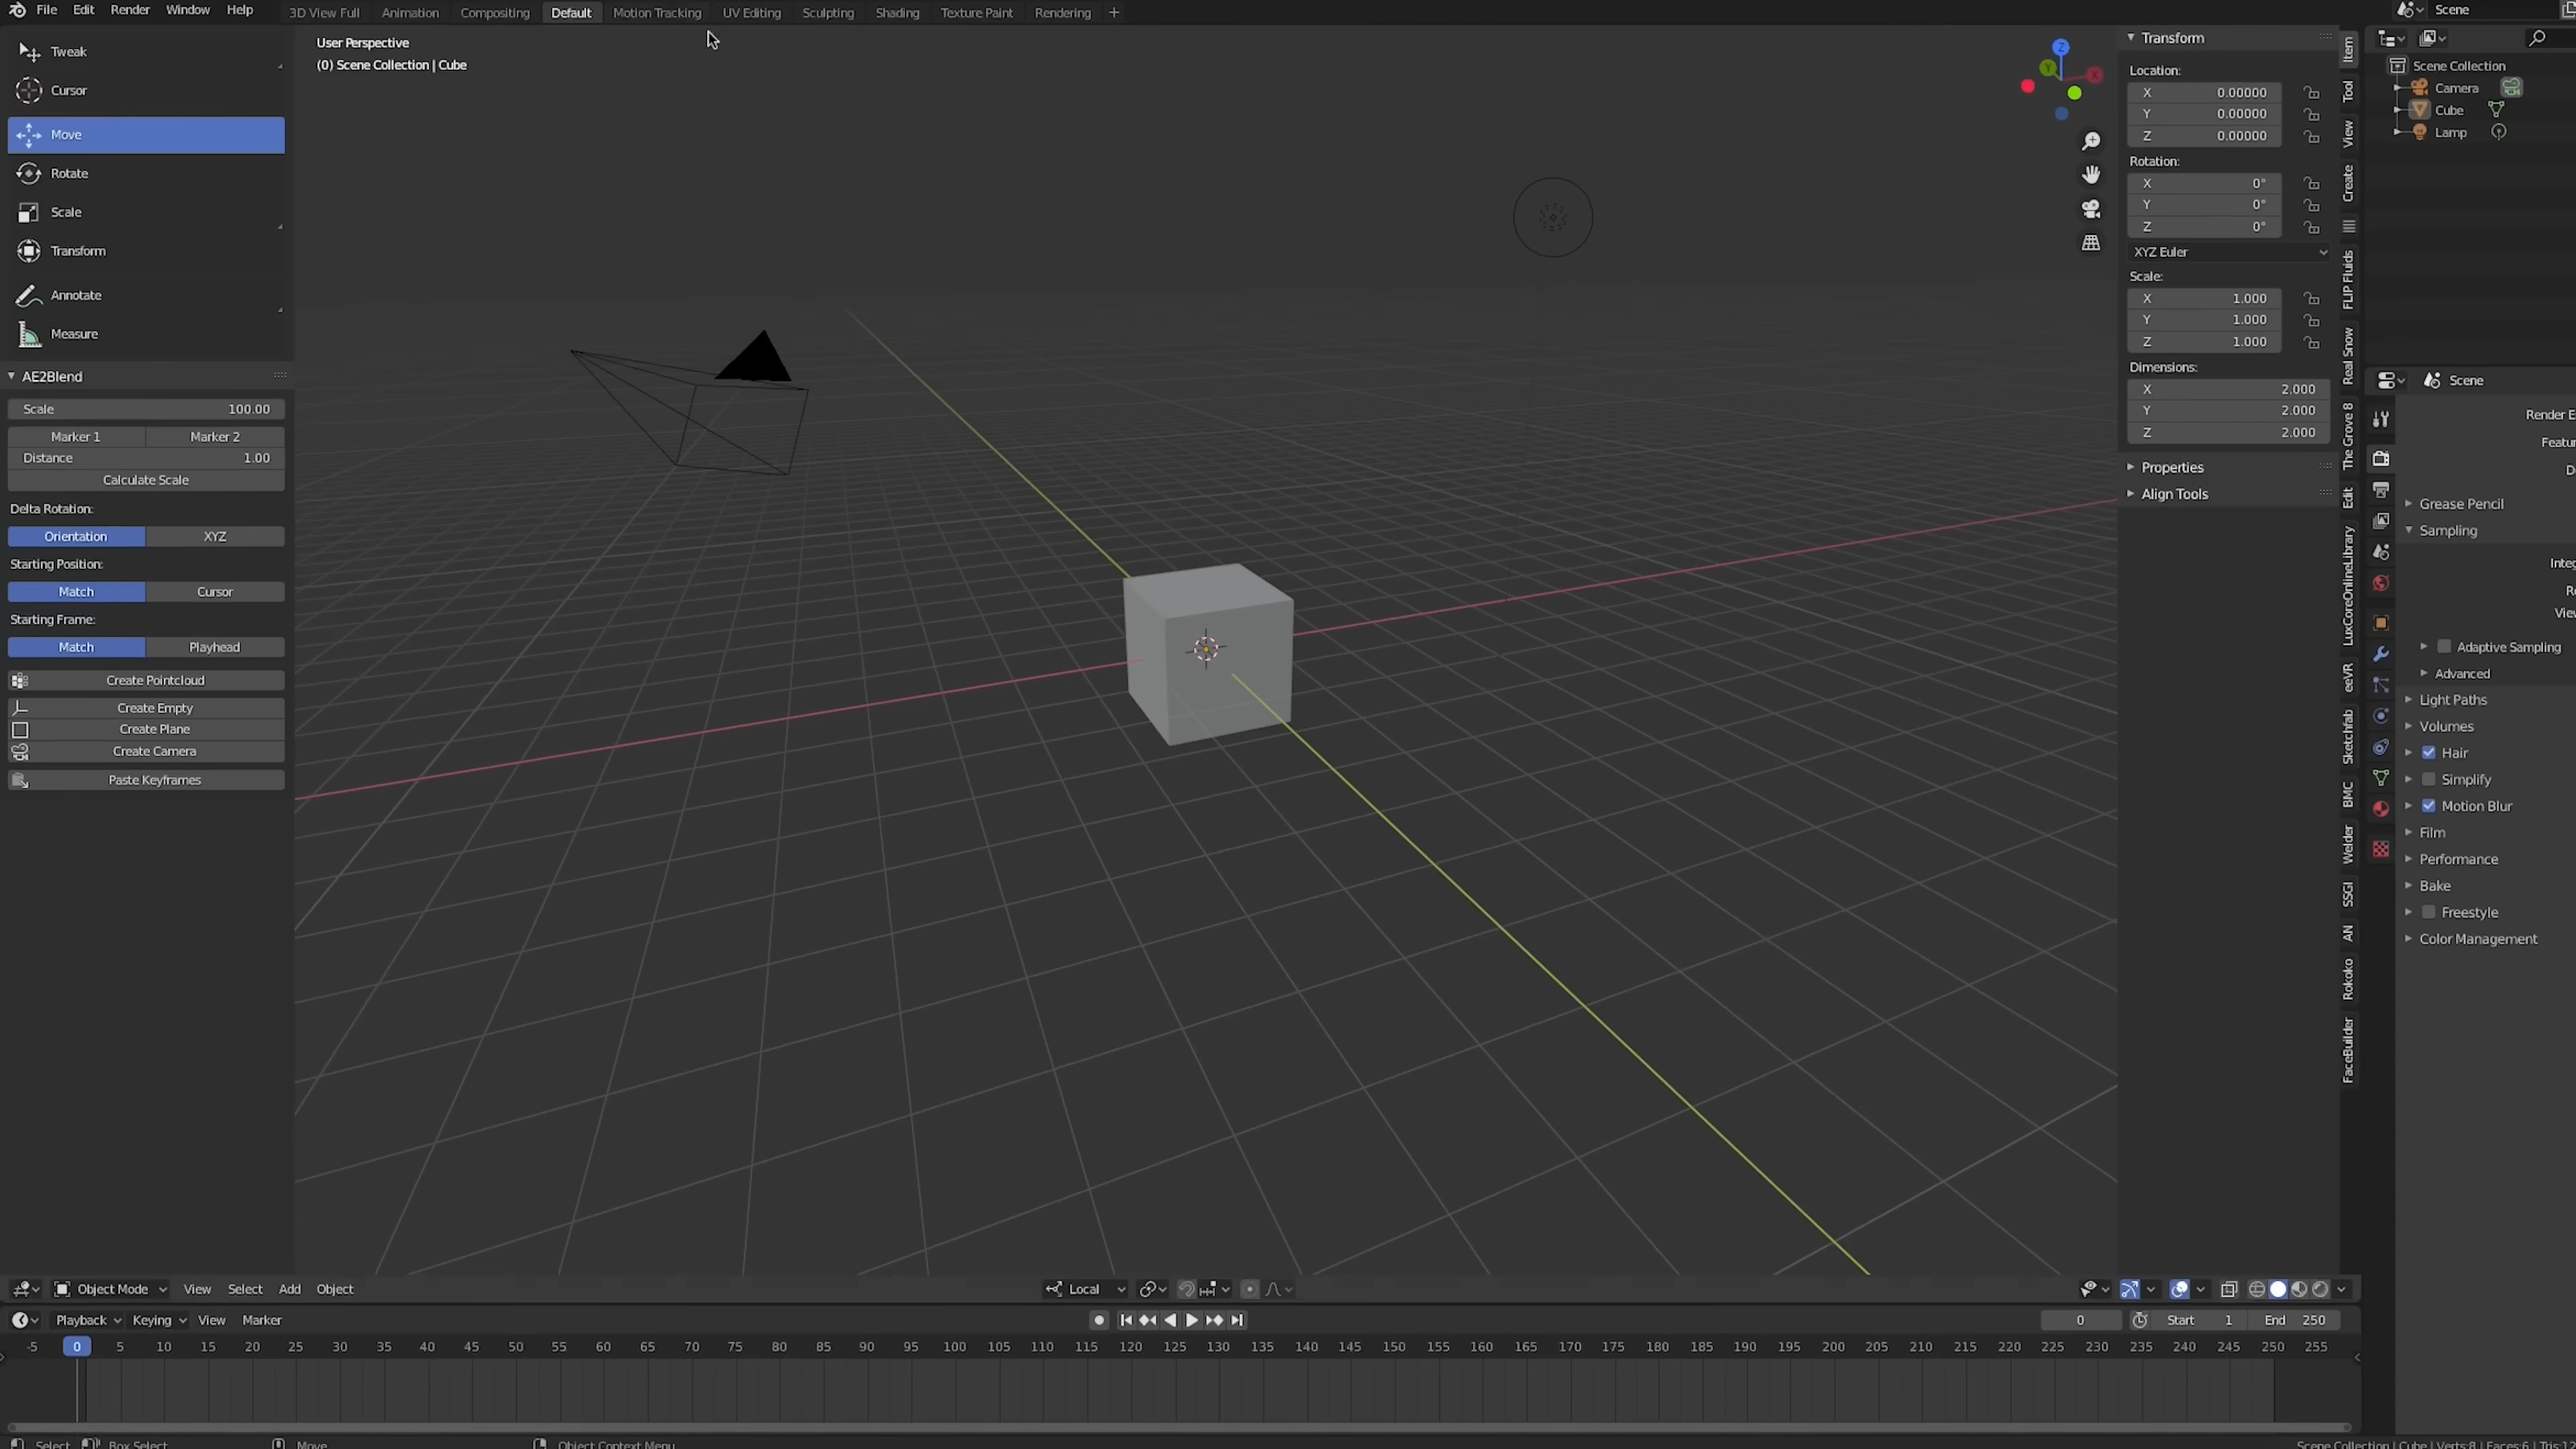 File Edit Render Window Help
3D View Full Animation Compositing Default Motion Tracking UV Editing Sculpting Shading Texture Paint Rendering +
Scene
Tweak
Cursor
Move
Rotate
Scale
Transform
Annotate
Measure
AE2Blend
Scale 100.00
Marker 1 Marker 2
Distance 1.00
Calculate Scale
Delta Rotation:
Orientation XYZ
Starting Position:
Match Cursor
Starting Frame:
Match Playhead
Create Pointcloud
Create Empty
Create Plane
Create Camera
Paste Keyframes
User Perspective
(0) Scene Collection | Cube
Z
Y
X
Transform
Location:
X 0.00000
Y 0.00000
Z 0.00000
Rotation:
X 0°
Y 0°
Z 0°
XYZ Euler
Scale:
X 1.000
Y 1.000
Z 1.000
Dimensions:
X 2.000
Y 2.000
Z 2.000
Properties
Align Tools
Item
Tool
View
Create
FLIP Fluids
Real Snow
The Grove 8
Edit
LuxCoreOnlineLibrary
eeVR
Sketchfab
BMC
Welder
SSGI
AN
Rokoko
FaceBuilder
Scene Collection
Camera
Cube
Lamp
Scene
Render E
Featur
Grease Pencil
Sampling
Integ
View
Adaptive Sampling
Advanced
Light Paths
Volumes
Hair
Simplify
Motion Blur
Film
Performance
Bake
Freestyle
Color Management
Object Mode View Select Add Object
Local
Playback Keying View Marker
0 Start 1 End 250
-5 0 5 10 15 20 25 30 35 40 45 50 55 60 65 70 75 80 85 90 95 100 105 110 115 120 125 130 135 140 145 150 155 160 165 170 175 180 185 190 195 200 205 210 215 220 225 230 235 240 245 250 255
Select Box Select Move Object Context Menu
Scene Collection | Cube | Verts:8 | Faces:6 | Tris:12